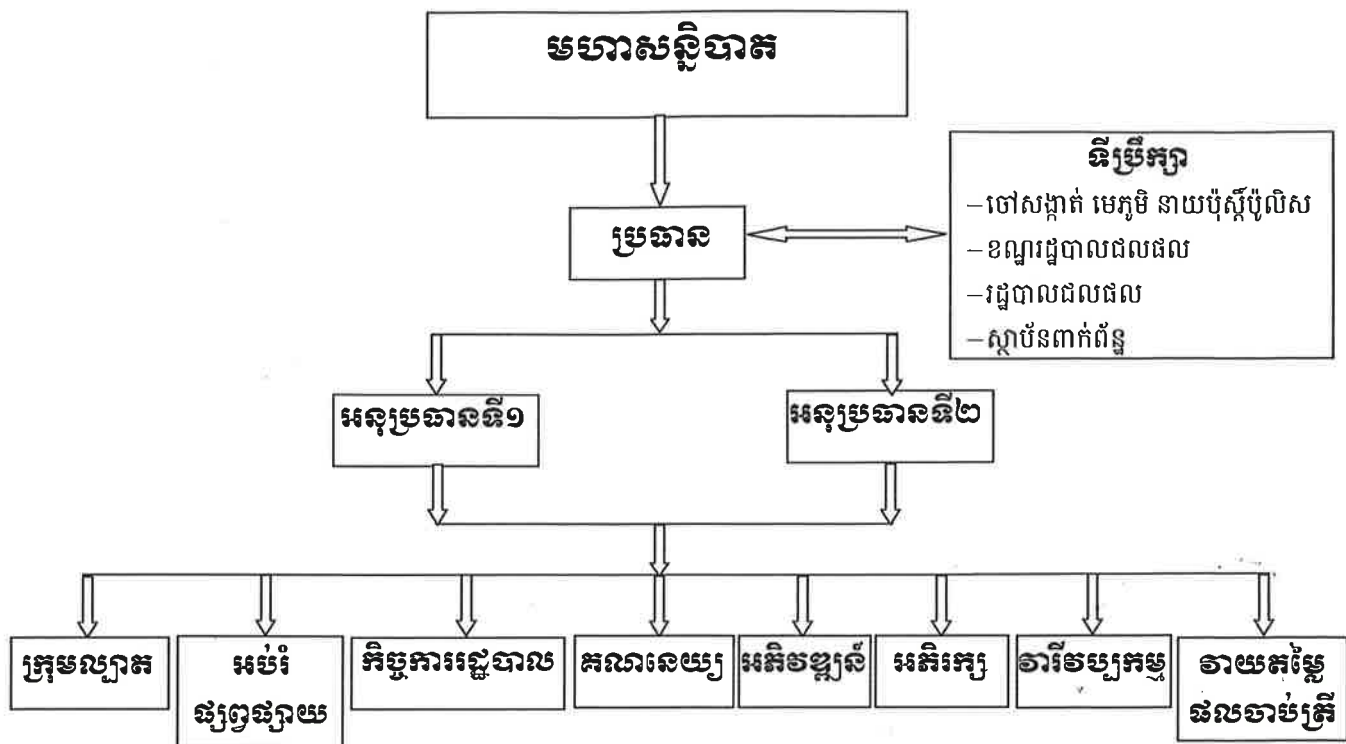 មហាសន្និបាត
ទីប្រឹក្សា
–ចៅសង្កាត់ មេភូមិ នាយប៉ុស្តិ៍ប៉ូលិស
–ខណ្ឌរដ្ឋបាលជលផល
–រដ្ឋបាលជលផល
–ស្ថាប័នពាក់ព័ន្ធ
ប្រធាន
អនុប្រធានទី១
អនុប្រធានទី២
ក្រុមល្បាត
អប់រំ
ផ្សព្វផ្សាយ
កិច្ចការរដ្ឋបាល
គណនេយ្យ
អភិវឌ្ឍន៍
អភិរក្ស
វារីវប្បកម្ម
វាយតម្លៃ
ផលចាប់ត្រី